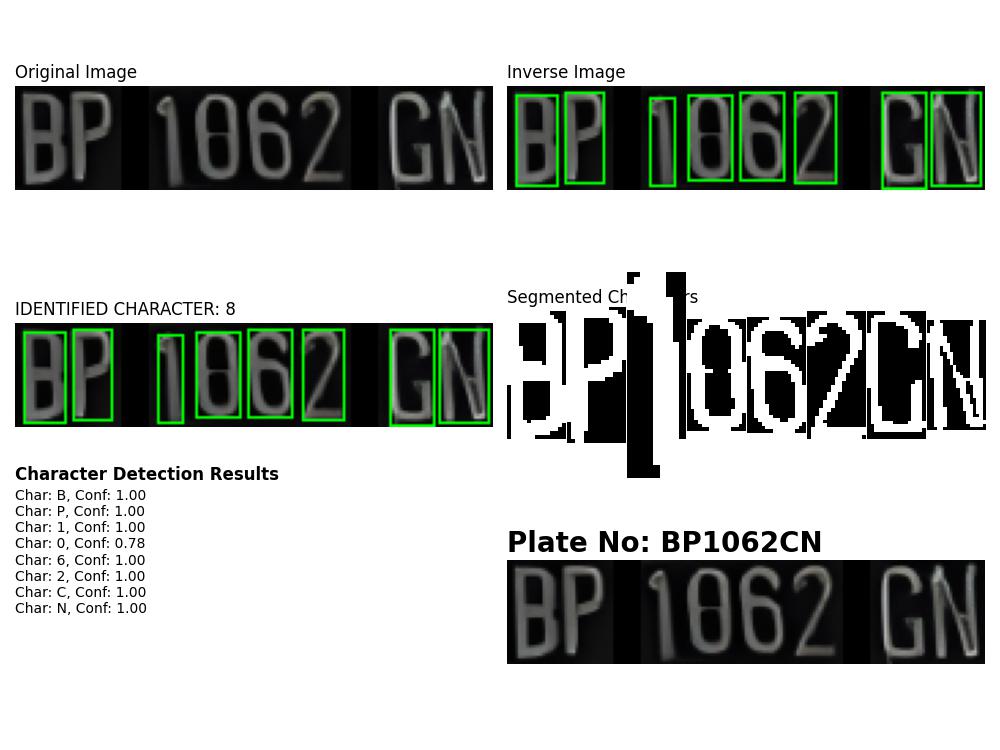 Original Image
BP 1062 GN
Inverse Image
BP 1062 GN
IDENTIFIED CHARACTER: 8
BP 1062 GN
Segmented Ch rs
BP1062CN
Character Detection Results
Char: B, Conf: 1.00
Char: P, Conf: 1.00
Char: 1, Conf: 1.00
Char: 0, Conf: 0.78
Char: 6, Conf: 1.00
Char: 2, Conf: 1.00
Char: C, Conf: 1.00
Char: N, Conf: 1.00
Plate No: BP1062CN
BP 1062 GN